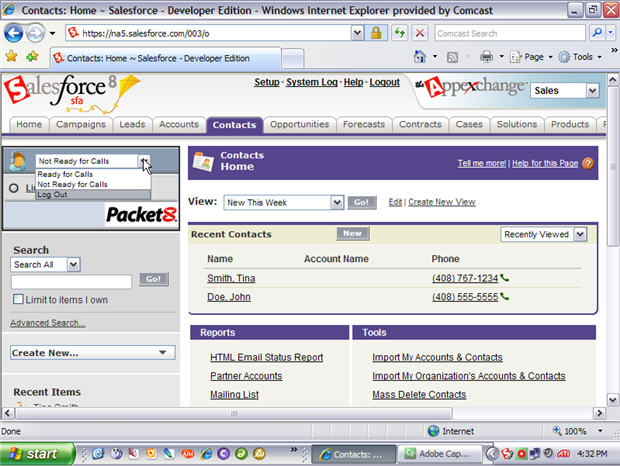 Contacts: Home ~ Salesforce - Developer Edition - Windows Internet Explorer provided by Comcast
https://na5.salesforce.com/003/o
Comcast Search
Contacts: Home ~ Salesforce - Developer Edition
Page
Tools
salesforce 8
sfa
Setup · System Log · Help · Logout
the Appexchange
Sales
Home
Campaigns
Leads
Accounts
Contacts
Opportunities
Forecasts
Contracts
Cases
Solutions
Products
Not Ready for Calls
Ready for Calls
Not Ready for Calls
Log Out
Packet8
Contacts
Home
Tell me more! | Help for this Page
View:
New This Week
Go!
Edit | Create New View
Recent Contacts
New
Recently Viewed
Name Account Name Phone
Smith, Tina (408) 767-1234
Doe, John (408) 555-5555
Search
Search All
Go!
Limit to items I own
Advanced Search...
Create New...
Recent Items
Reports
HTML Email Status Report
Partner Accounts
Mailing List
Tools
Import My Accounts & Contacts
Import My Organization's Accounts & Contacts
Mass Delete Contacts
Done
Internet
100%
start
Contacts: ...
Adobe Cap...
4:32 PM